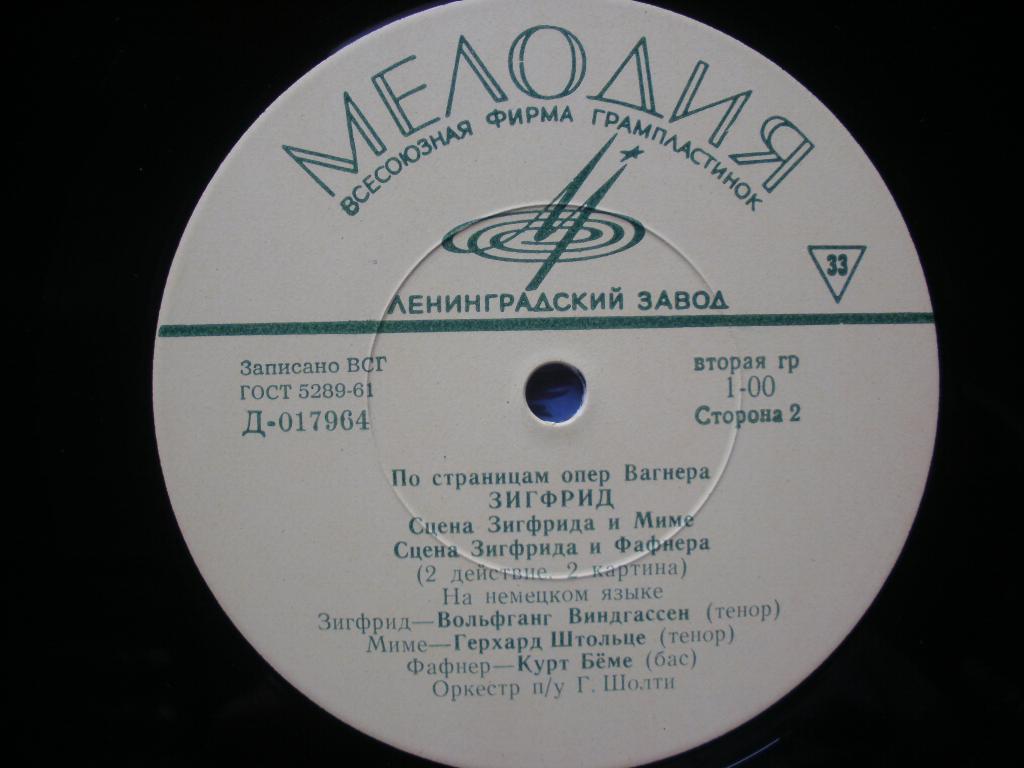 МЕЛОДИЯ
ВСЕСОЮЗНАЯ ФИРМА ГРАМПЛАСТИНОК
33
ЛЕНИНГРАДСКИЙ ЗАВОД
Записано ВСГ
ГОСТ 5289-61
Д-017964
вторая гр
1-00
Сторона 2
По страницам опер Вагнера
ЗИГФРИД
Сцена Зигфрида и Миме
Сцена Зигфрида и Фафнера
(2 действие. 2 картина)
На немецком языке
Зигфрид—Вольфганг Виндгассен (тенор)
Миме—Герхард Штольце (тенор)
Фафнер—Курт Бёме (бас)
Оркестр п/у Г. Шолти